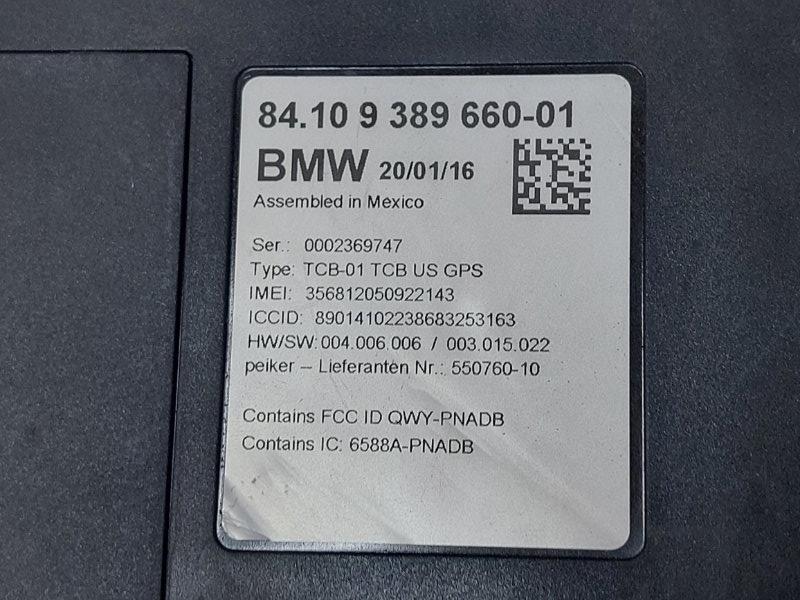 84.10 9 389 660-01
BMW 20/01/16
Assembled in Mexico
Ser.: 0002369747
Type: TCB-01 TCB US GPS
IMEI: 356812050922143
ICCID: 89014102238683253163
HW/SW: 004.006.006 / 003.015.022
peiker – Lieferanten Nr.: 550760-10
Contains FCC ID QWY-PNADB
Contains IC: 6588A-PNADB